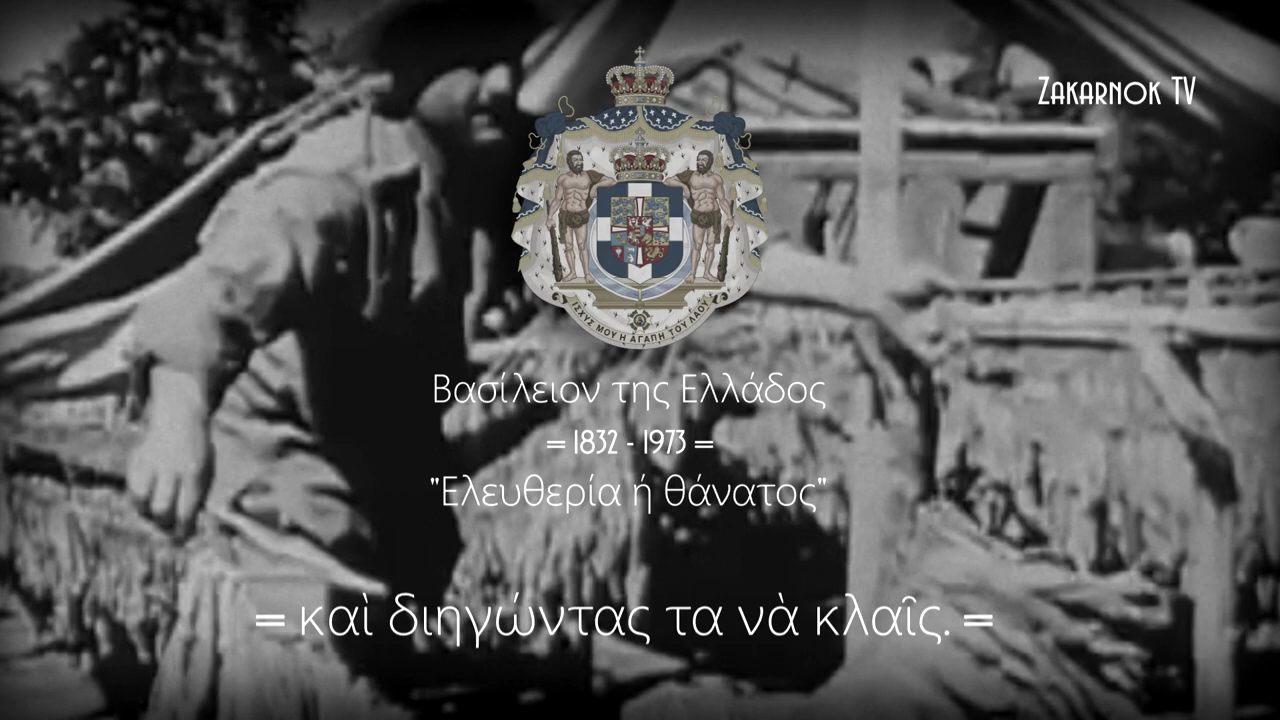 Zakarnok TV
ΙΣΧΥΣ ΜΟΥ Η ΑΓΑΠΗ ΤΟΥ ΛΑΟΥ
Βασίλειον της Ελλάδος
= 1832 - 1973 =
"Ελευθερία ή θάνατος"
= καὶ διηγώντας τα νὰ κλαῖς. =